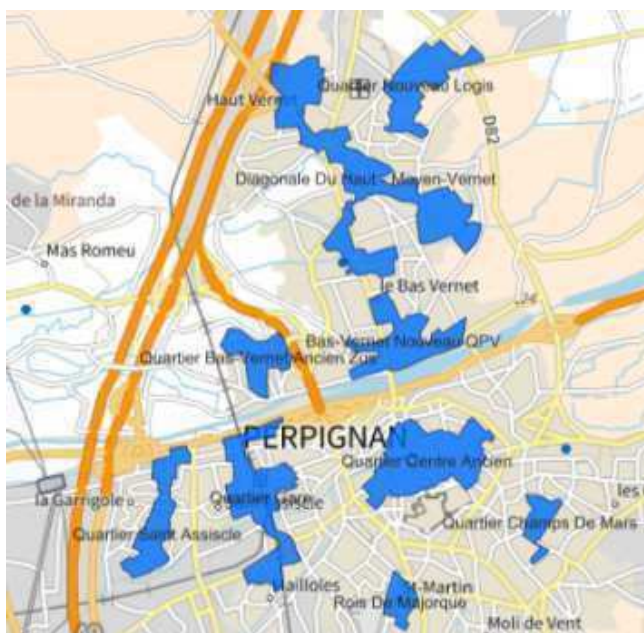 Quartier Nouveau Logis
Haut Vernet
D82
Diagonale Du Haut - Moyen-Vernet
de la Miranda
Mas Romeu
le Bas Vernet
Bas-Vernet Nouveau QPV
Quartier Bas-Vernet Ancien Zus
PERPIGNAN
Quartier Centre Ancien
la Garrigole
Quartier Gare
Quartier Champs De Mars
les
Quartier Saint Assiscle
Mailloles
St-Martin
Rois De Majorque
Moli de Vent